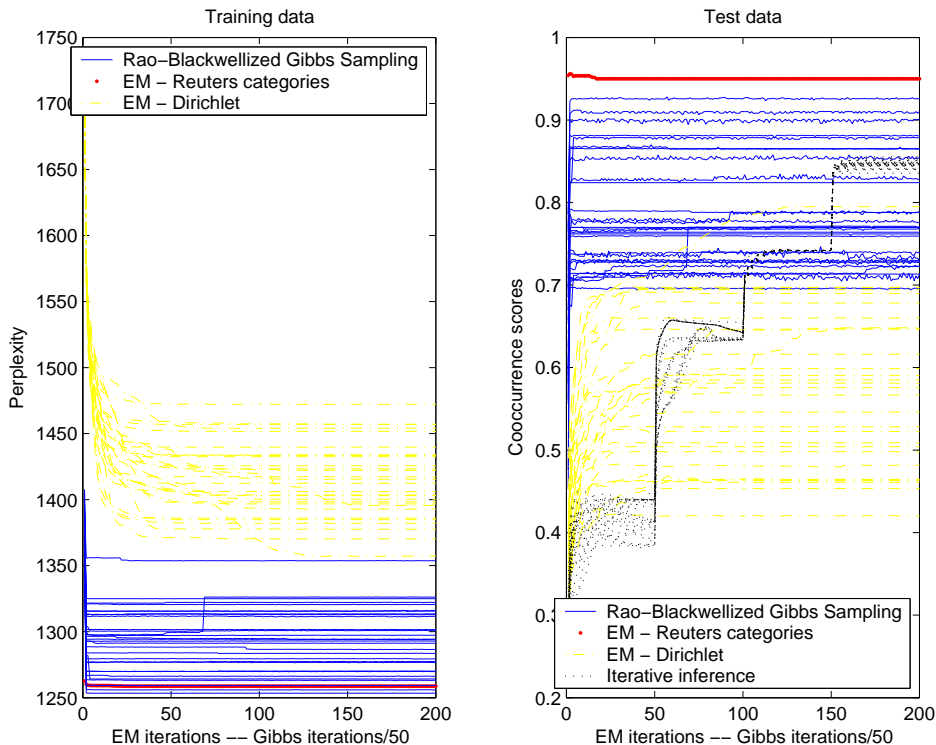 Training data
1750
1700
1650
1600
1550
1500
1450
1400
1350
1300
1250
Perplexity
Rao−Blackwellized Gibbs Sampling
EM − Reuters categories
EM − Dirichlet
0
50
100
150
200
EM iterations −− Gibbs iterations/50
Test data
1
0.9
0.8
0.7
0.6
0.5
0.4
0.3
0.2
Cooccurrence scores
Rao−Blackwellized Gibbs Sampling
EM − Reuters categories
EM − Dirichlet
Iterative inference
0
50
100
150
200
EM iterations −− Gibbs iterations/50